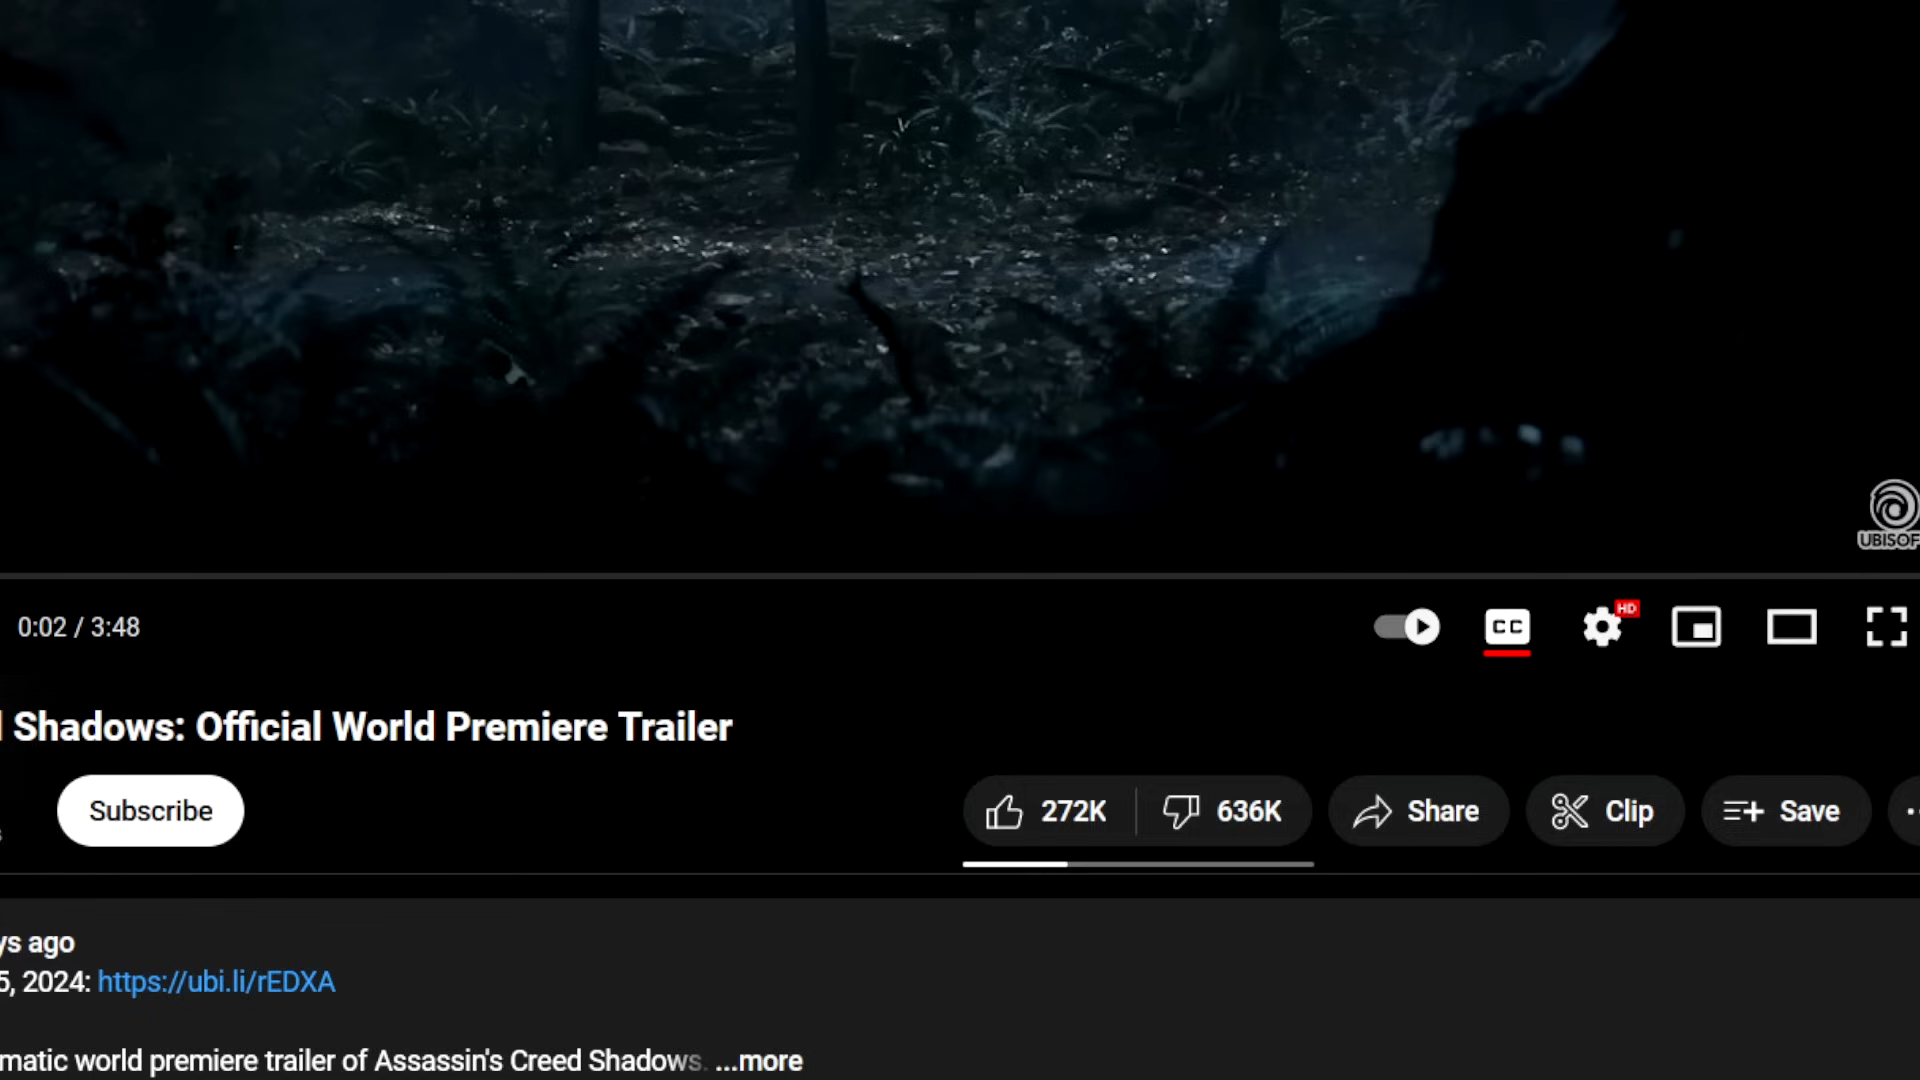 UBISOF
0:02 / 3:48
CC
HD
Shadows: Official World Premiere Trailer
Subscribe
272K
636K
Share
Clip
Save
ys ago
5, 2024: https://ubi.li/rEDXA
matic world premiere trailer of Assassin's Creed Shadows. ...more